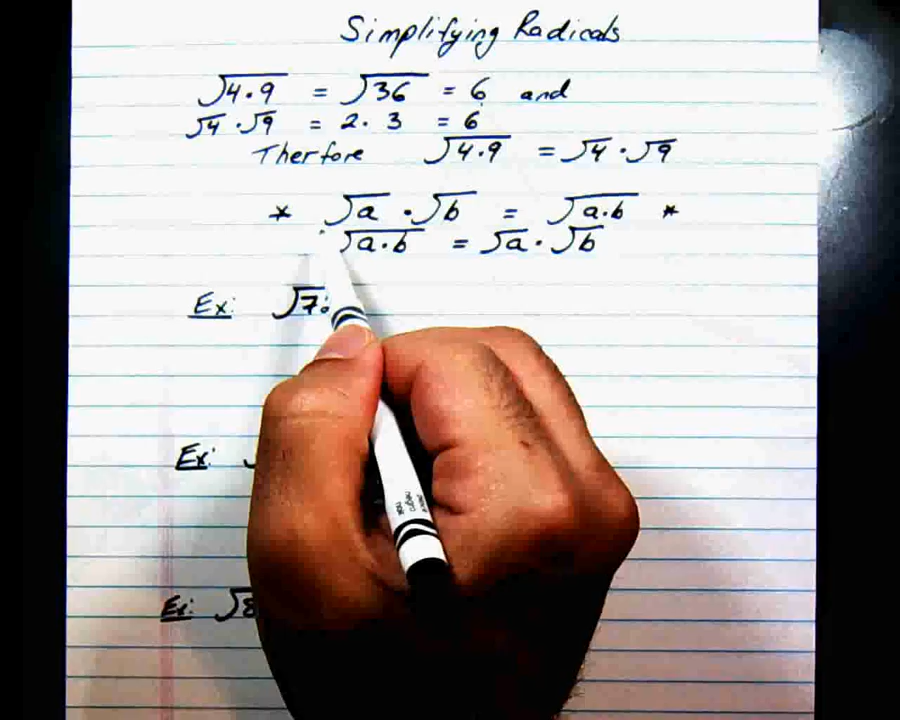 Simplifying Radicals
√4·9 = √36 = 6 and
√4 · √9 = 2 · 3 = 6
Therfore √4·9 = √4 · √9
* √a · √b = √a·b *
√a·b = √a · √b
Ex: √7
Ex:
Ex: √8